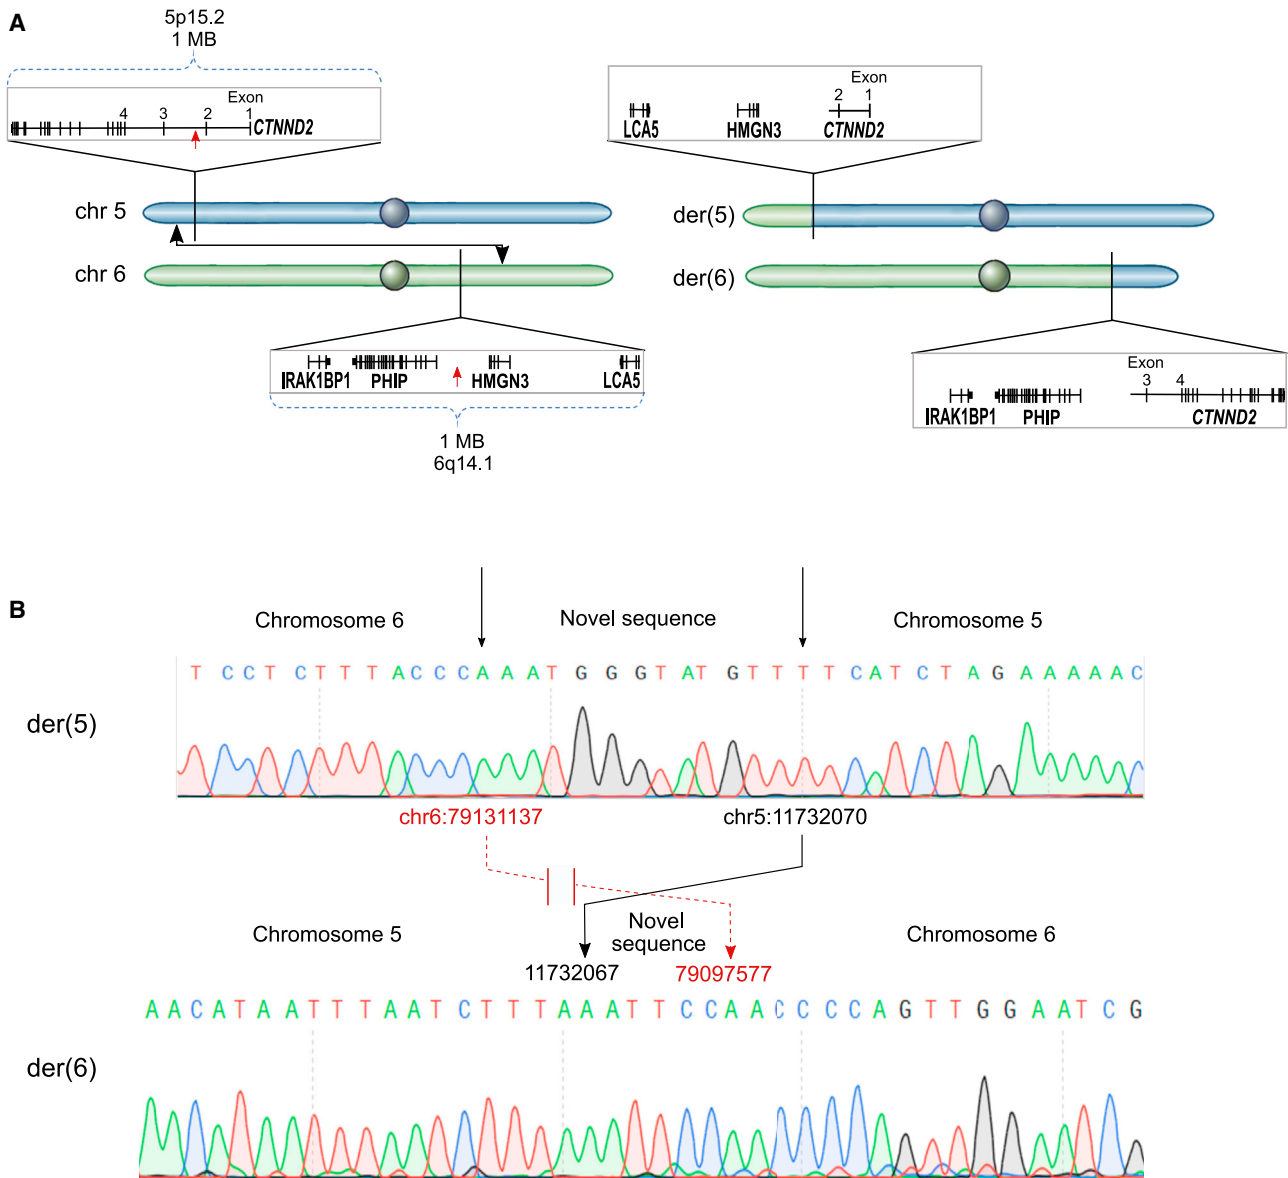 A
5p15.2
1 MB
Exon
4 3 2 1
CTNND2
chr 5
chr 6
IRAK1BP1 PHIP HMGN3 LCA5
1 MB
6q14.1
Exon
2 1
LCA5 HMGN3 CTNND2
der(5)
der(6)
Exon
3 4
IRAK1BP1 PHIP CTNND2
B
Chromosome 6 Novel sequence Chromosome 5
T C C T C T T T A C C C A A A T G G G T A T G T T T T C A T C T A G A A A A A C
der(5)
chr6:79131137 chr5:11732070
Chromosome 5 Novel sequence Chromosome 6
11732067 79097577
A A C A T A A T T T A A T C T T T A A A T T C C A A C C C C A G T T G G A A T C G
der(6)